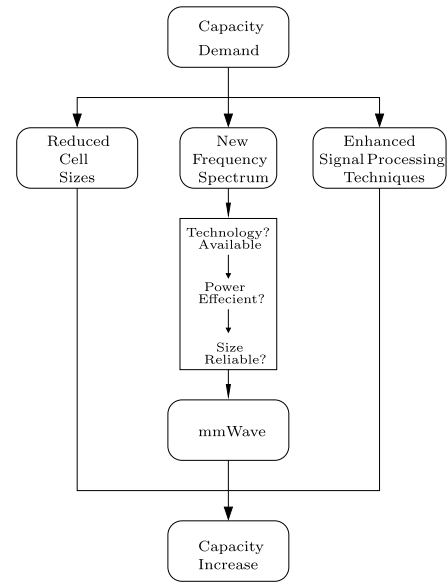 Capacity
Demand
Reduced
Cell
Sizes
New
Frequency
Spectrum
Enhanced
Signal Processing
Techniques
Technology?
Available
Power
Effecient?
Size
Reliable?
mmWave
Capacity
Increase